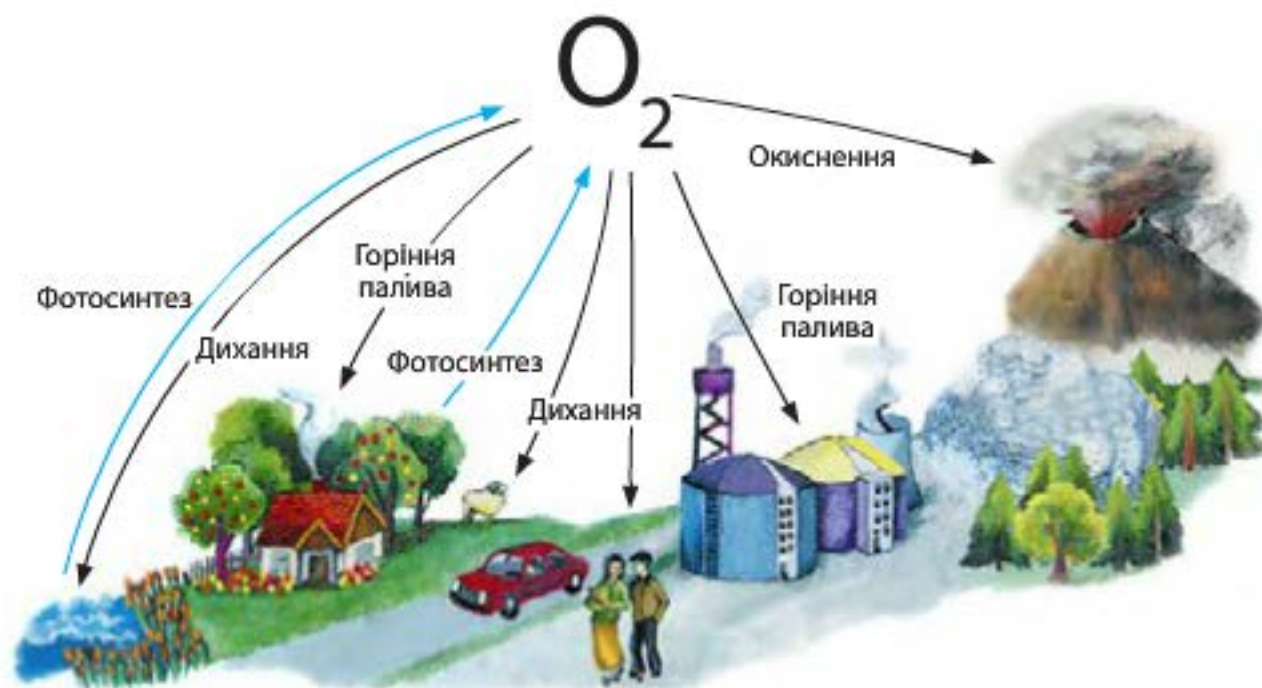 O₂
Окиснення
Горіння
палива
Фотосинтез
Дихання
Фотосинтез
Горіння
палива
Дихання